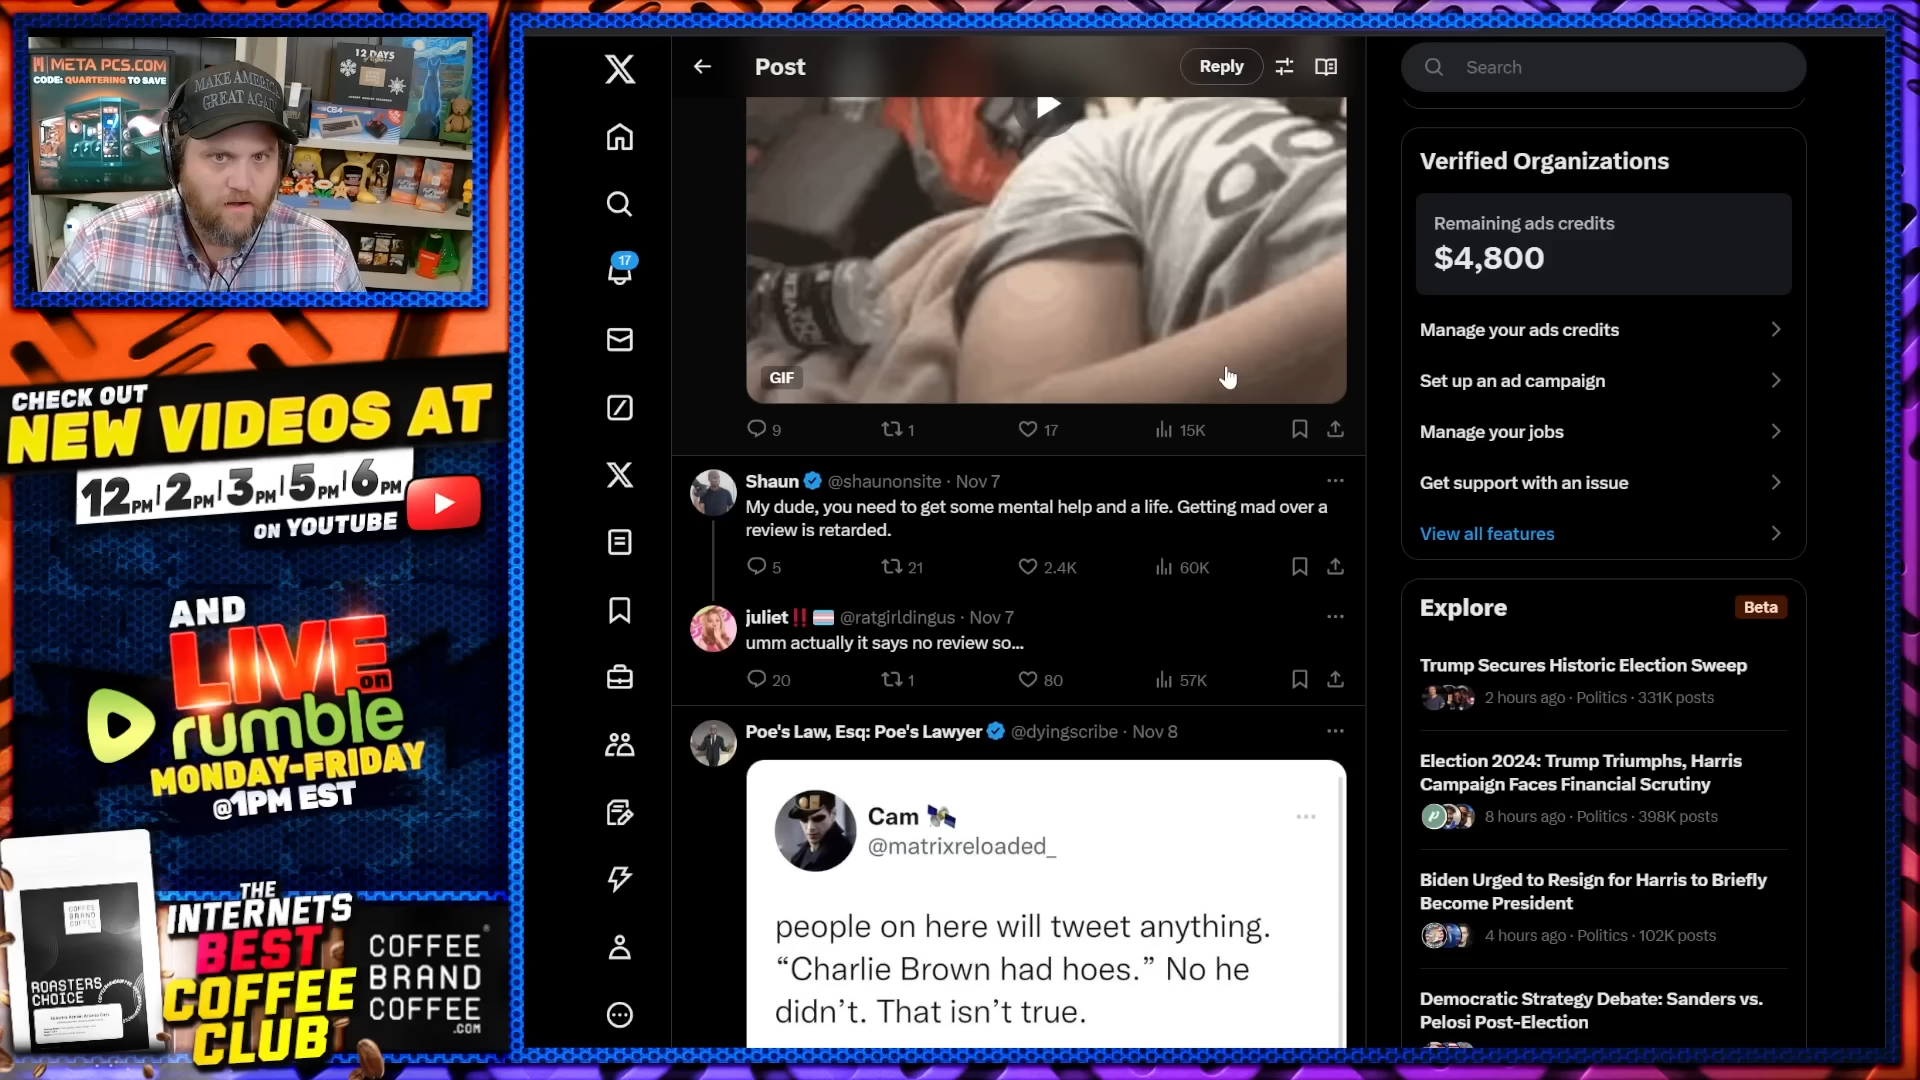 META PCS.COM
CODE: QUARTERING TO SAVE
MAKE AMERICA
GREAT AGAIN
12 DAYS
C64
CHECK OUT
NEW VIDEOS AT
12PM | 2PM | 3PM | 5PM | 6PM
ON YOUTUBE
AND
LIVE
on
rumble
MONDAY-FRIDAY
@1PM EST
COFFEE
BRAND
COFFEE
ROASTERS
CHOICE
THE
INTERNETS
BEST
COFFEE
CLUB
COFFEE
BRAND
COFFEE
.COM
17
Post
Reply
GIF
9
1
17
15K
Shaun @shaunonsite · Nov 7
My dude, you need to get some mental help and a life. Getting mad over a
review is retarded.
5
21
2.4K
60K
juliet‼️🏳️‍⚧️ @ratgirldingus · Nov 7
umm actually it says no review so...
20
1
80
57K
Poe's Law, Esq: Poe's Lawyer @dyingscribe · Nov 8
Cam 🛰️
@matrixreloaded_
people on here will tweet anything.
“Charlie Brown had hoes.” No he
didn’t. That isn’t true.
Search
Verified Organizations
Remaining ads credits
$4,800
Manage your ads credits
Set up an ad campaign
Manage your jobs
Get support with an issue
View all features
Explore
Beta
Trump Secures Historic Election Sweep
2 hours ago · Politics · 331K posts
Election 2024: Trump Triumphs, Harris
Campaign Faces Financial Scrutiny
8 hours ago · Politics · 398K posts
Biden Urged to Resign for Harris to Briefly
Become President
4 hours ago · Politics · 102K posts
Democratic Strategy Debate: Sanders vs.
Pelosi Post-Election